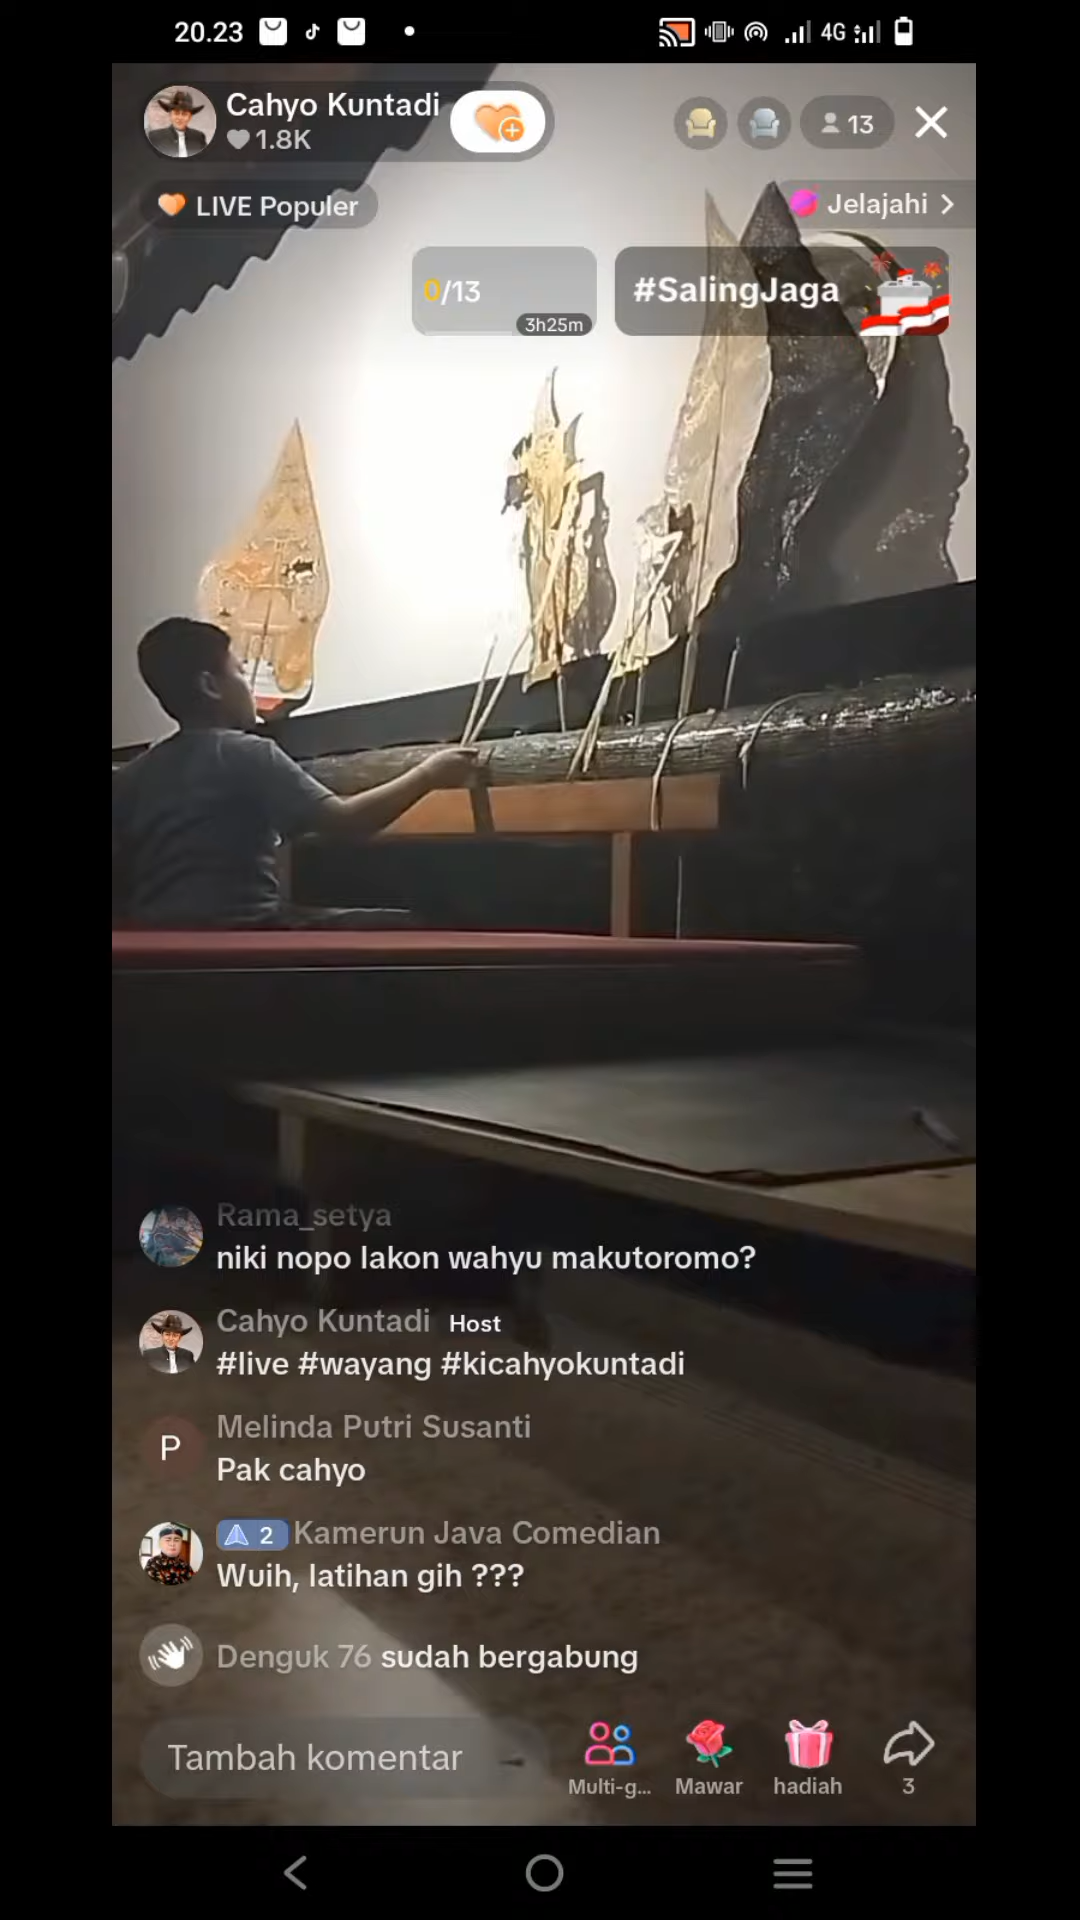 20.23
4G
Cahyo Kuntadi
1.8K
13
LIVE Populer
Jelajahi >
0/13
3h25m
#SalingJaga
Rama_setya
niki nopo lakon wahyu makutoromo?
Cahyo Kuntadi Host
#live #wayang #kicahyokuntadi
Melinda Putri Susanti
P
Pak cahyo
2 Kamerun Java Comedian
Wuih, latihan gih ???
Denguk 76 sudah bergabung
Tambah komentar
Multi-g...
Mawar
hadiah
3